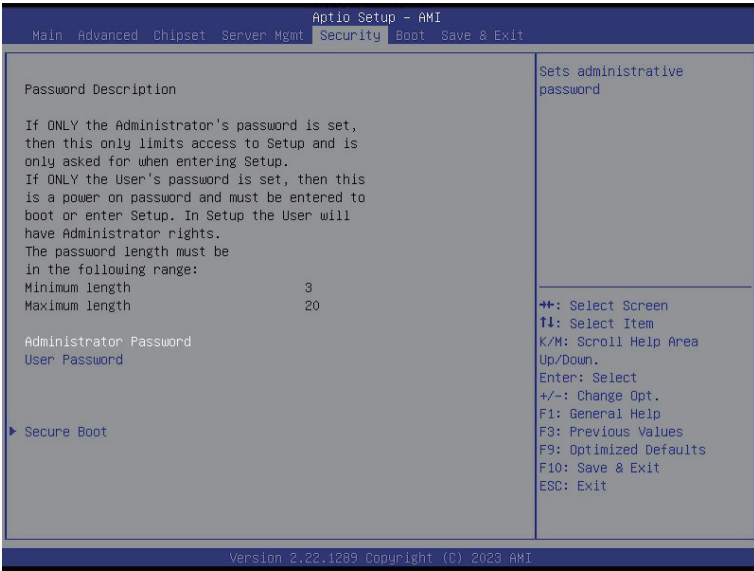 Aptio Setup – AMI
Main Advanced Chipset Server Mgmt Security Boot Save & Exit
Password Description
If ONLY the Administrator's password is set,
then this only limits access to Setup and is
only asked for when entering Setup.
If ONLY the User's password is set, then this
is a power on password and must be entered to
boot or enter Setup. In Setup the User will
have Administrator rights.
The password length must be
in the following range:
Minimum length 3
Maximum length 20
Administrator Password
User Password
Secure Boot
Sets administrative
password
→←: Select Screen
↑↓: Select Item
K/M: Scroll Help Area
Up/Down.
Enter: Select
+/-: Change Opt.
F1: General Help
F3: Previous Values
F9: Optimized Defaults
F10: Save & Exit
ESC: Exit
Version 2.22.1289 Copyright (C) 2023 AMI